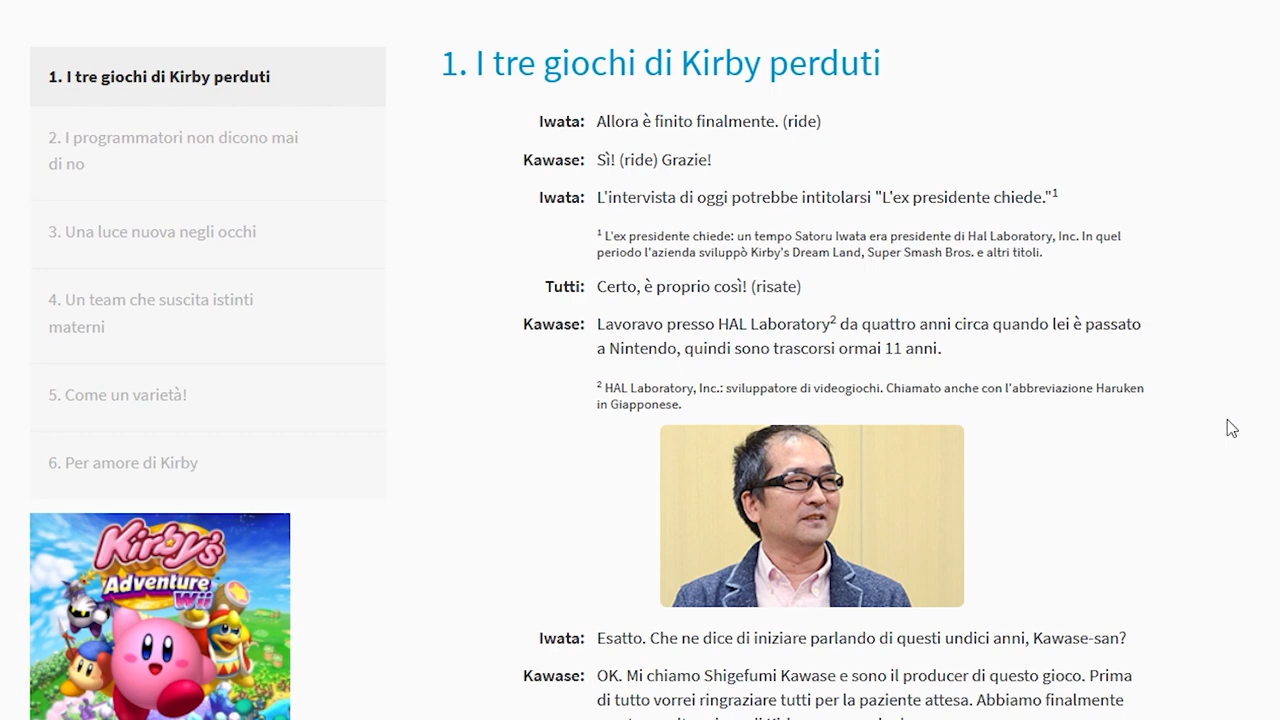 1. I tre giochi di Kirby perduti
2. I programmatori non dicono mai
di no
3. Una luce nuova negli occhi
4. Un team che suscita istinti
materni
5. Come un varietà!
6. Per amore di Kirby
Kirby's
Adventure
Wii
1. I tre giochi di Kirby perduti
Iwata: Allora è finito finalmente. (ride)
Kawase: Sì! (ride) Grazie!
Iwata: L'intervista di oggi potrebbe intitolarsi "L'ex presidente chiede."1
1 L'ex presidente chiede: un tempo Satoru Iwata era presidente di Hal Laboratory, Inc. In quel
periodo l'azienda sviluppò Kirby's Dream Land, Super Smash Bros. e altri titoli.
Tutti: Certo, è proprio così! (risate)
Kawase: Lavoravo presso HAL Laboratory2 da quattro anni circa quando lei è passato
a Nintendo, quindi sono trascorsi ormai 11 anni.
2 HAL Laboratory, Inc.: sviluppatore di videogiochi. Chiamato anche con l'abbreviazione Haruken
in Giapponese.
Iwata: Esatto. Che ne dice di iniziare parlando di questi undici anni, Kawase-san?
Kawase: OK. Mi chiamo Shigefumi Kawase e sono il producer di questo gioco. Prima
di tutto vorrei ringraziare tutti per la paziente attesa. Abbiamo finalmente